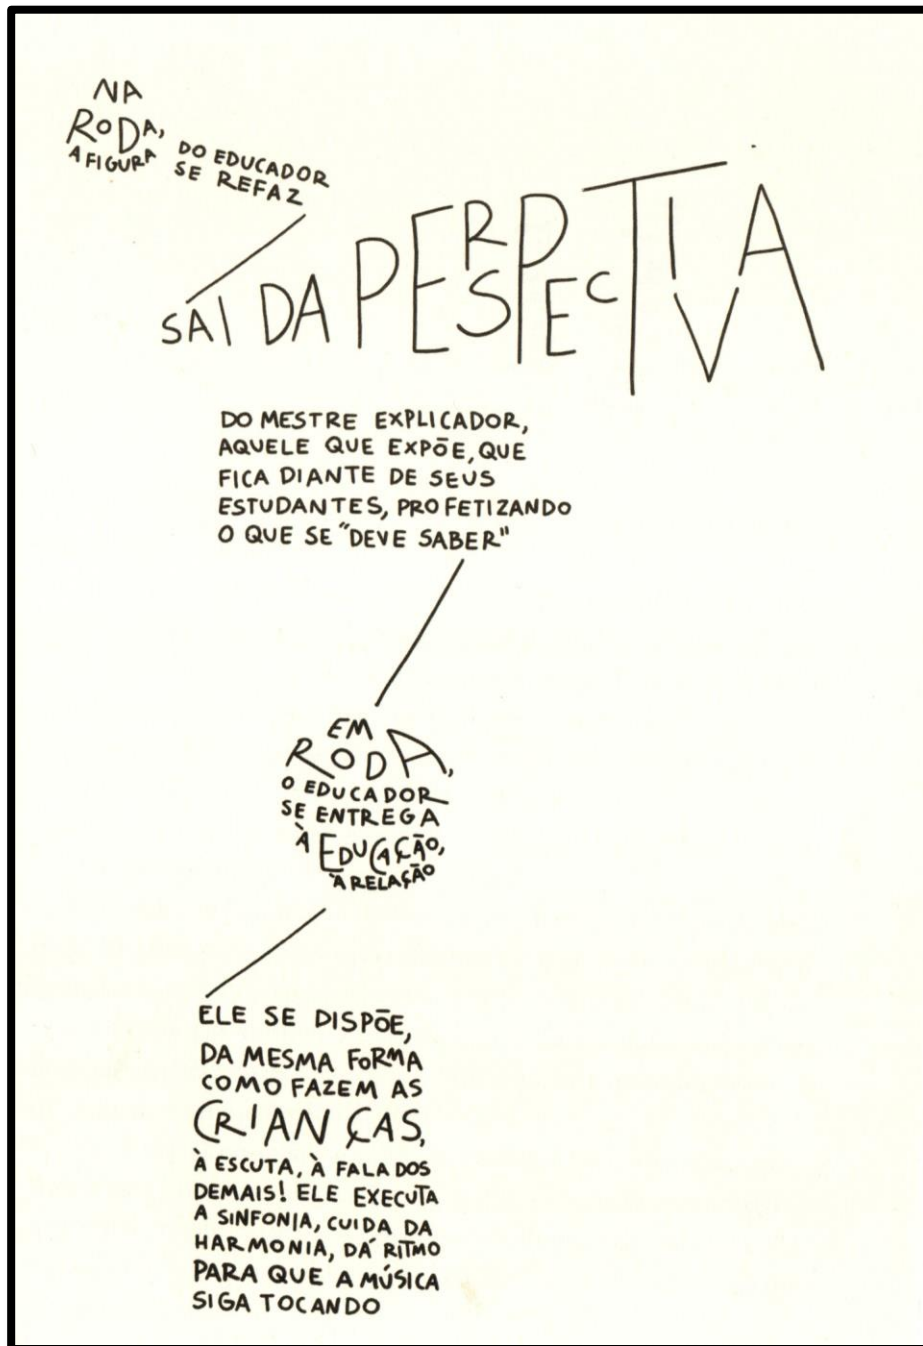 NA
RODA,
A FIGURA DO EDUCADOR
SE REFAZ
SAI DA PERSPECTIVA
DO MESTRE EXPLICADOR,
AQUELE QUE EXPÕE, QUE
FICA DIANTE DE SEUS
ESTUDANTES, PROFETIZANDO
O QUE SE "DEVE SABER"
EM
RODA,
O EDUCADOR
SE ENTREGA
À EDUCAÇÃO,
À RELAÇÃO
ELE SE DISPÕE,
DA MESMA FORMA
COMO FAZEM AS
CRIANÇAS,
À ESCUTA, À FALA DOS
DEMAIS! ELE EXECUTA
A SINFONIA, CUIDA DA
HARMONIA, DÁ RITMO
PARA QUE A MÚSICA
SIGA TOCANDO